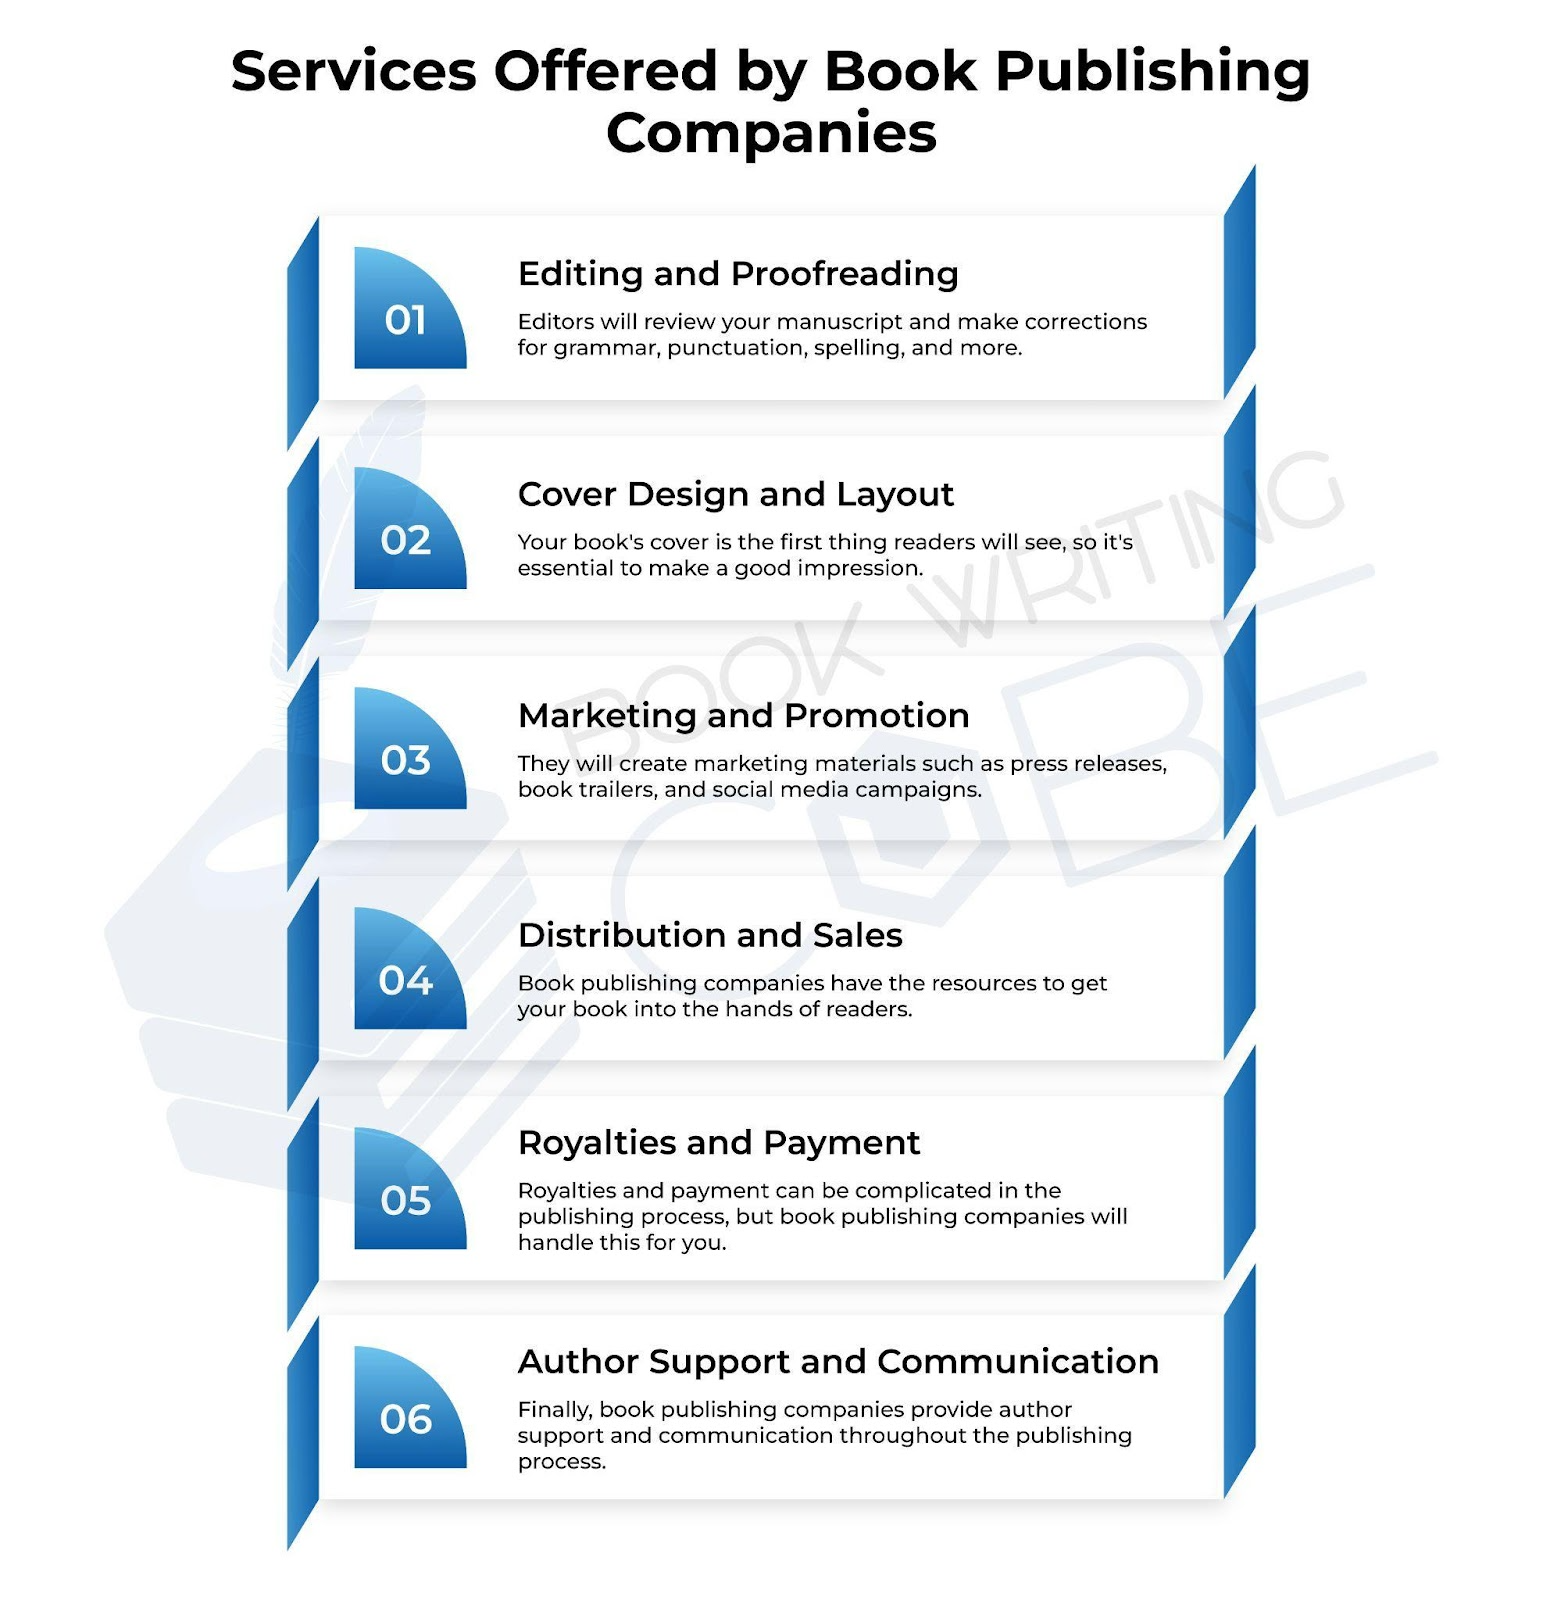 Services Offered by Book Publishing
Companies
01
Editing and Proofreading
Editors will review your manuscript and make corrections
for grammar, punctuation, spelling, and more.
02
Cover Design and Layout
Your book's cover is the first thing readers will see, so it's
essential to make a good impression.
03
Marketing and Promotion
They will create marketing materials such as press releases,
book trailers, and social media campaigns.
04
Distribution and Sales
Book publishing companies have the resources to get
your book into the hands of readers.
05
Royalties and Payment
Royalties and payment can be complicated in the
publishing process, but book publishing companies will
handle this for you.
06
Author Support and Communication
Finally, book publishing companies provide author
support and communication throughout the publishing
process.
BOOK WRITING
CUBE